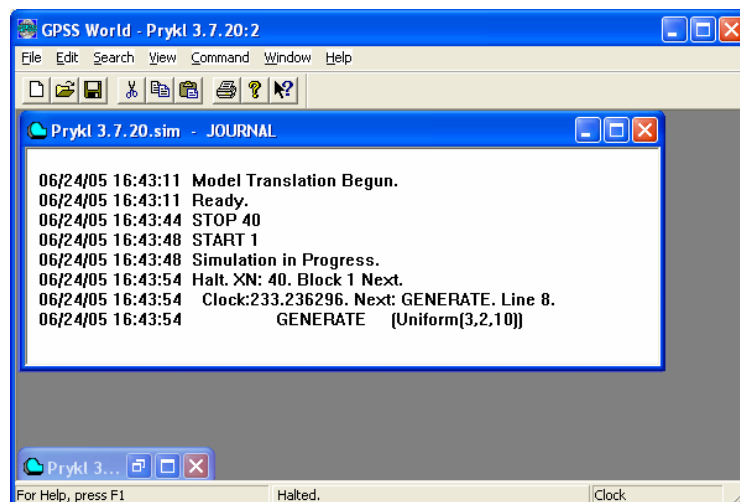 GPSS World - Prykl 3.7.20:2
File Edit Search View Command Window Help
Prykl 3.7.20.sim - JOURNAL
06/24/05 16:43:11 Model Translation Begun.
06/24/05 16:43:11 Ready.
06/24/05 16:43:44 STOP 40
06/24/05 16:43:48 START 1
06/24/05 16:43:48 Simulation in Progress.
06/24/05 16:43:54 Halt. XN: 40. Block 1 Next.
06/24/05 16:43:54 Clock:233.236296. Next: GENERATE. Line 8.
06/24/05 16:43:54 GENERATE (Uniform(3,2,10))
Prykl 3...
For Help, press F1 Halted. Clock